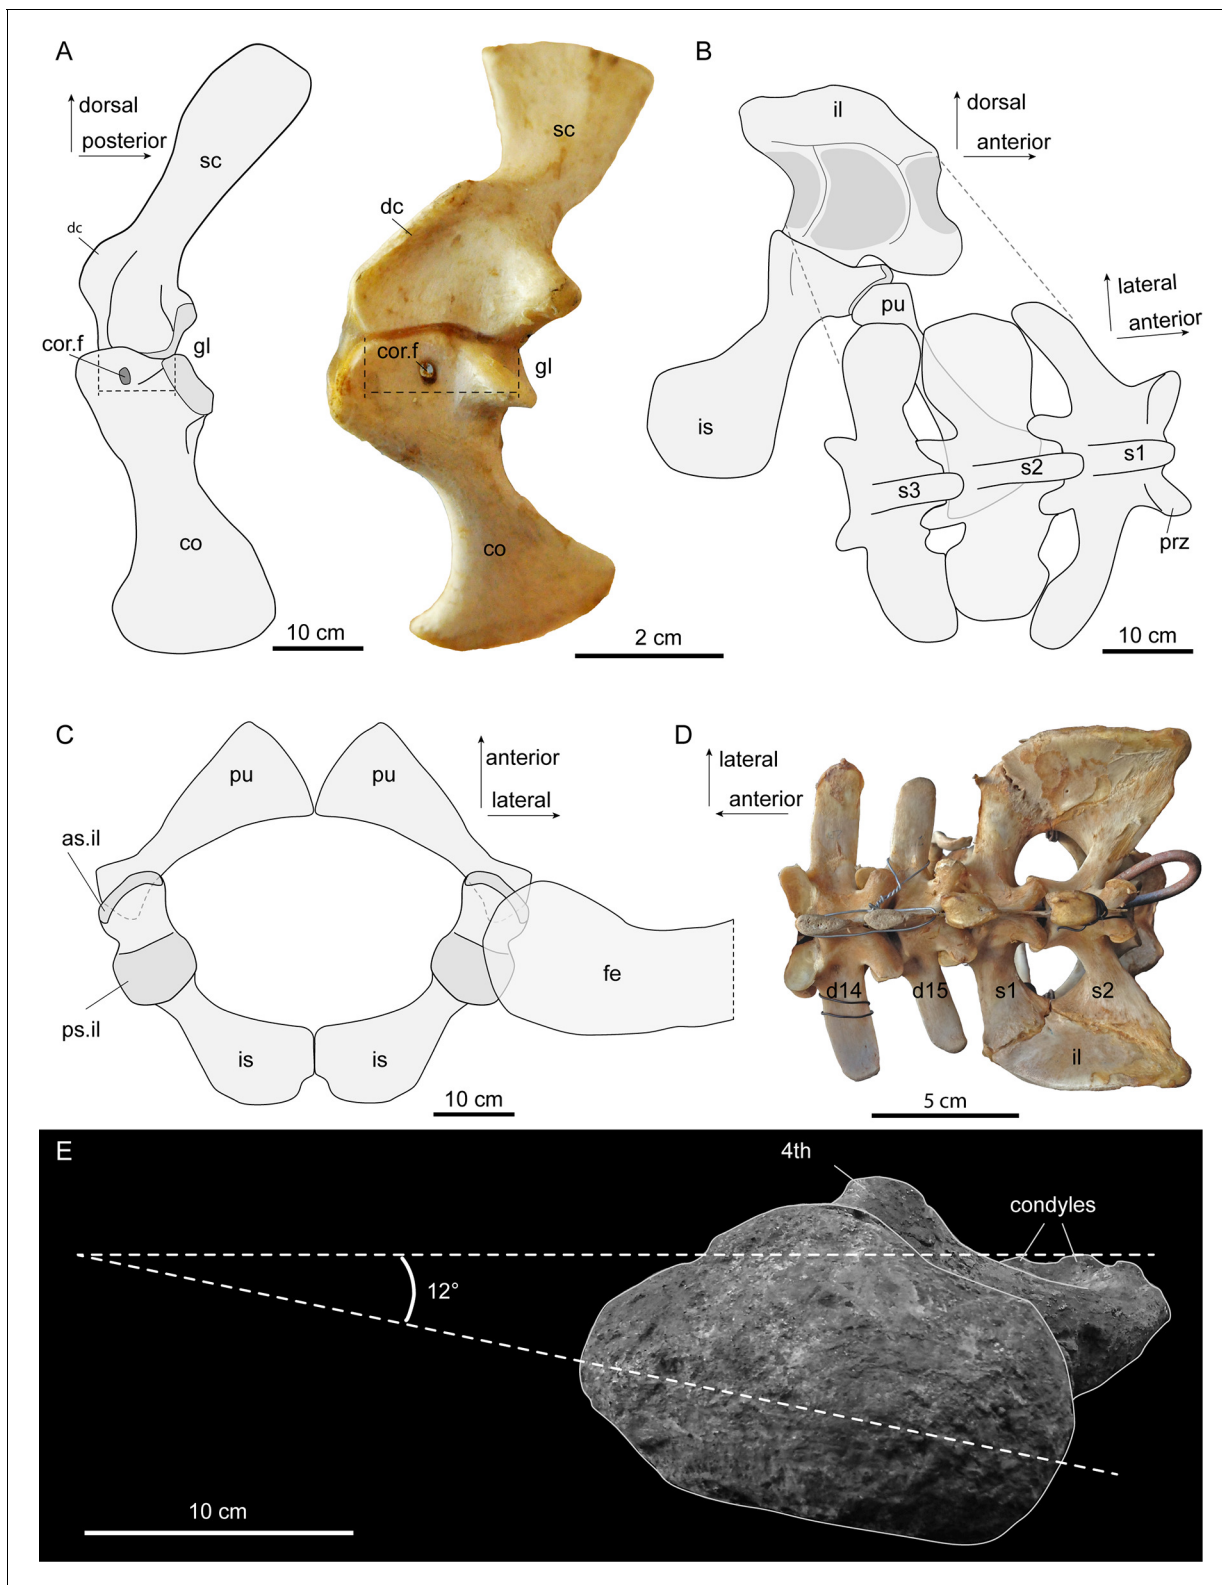 A
dorsal
posterior
sc
dc
cor.f
gl
co
10 cm
sc
dc
cor.f
gl
co
2 cm
B
il
dorsal
anterior
pu
is
lateral
anterior
s1
s2
s3
prz
10 cm
C
pu
pu
anterior
lateral
as.il
fe
ps.il
is
is
10 cm
D
lateral
anterior
d14
d15
s1
s2
il
5 cm
E
4th
condyles
12°
10 cm